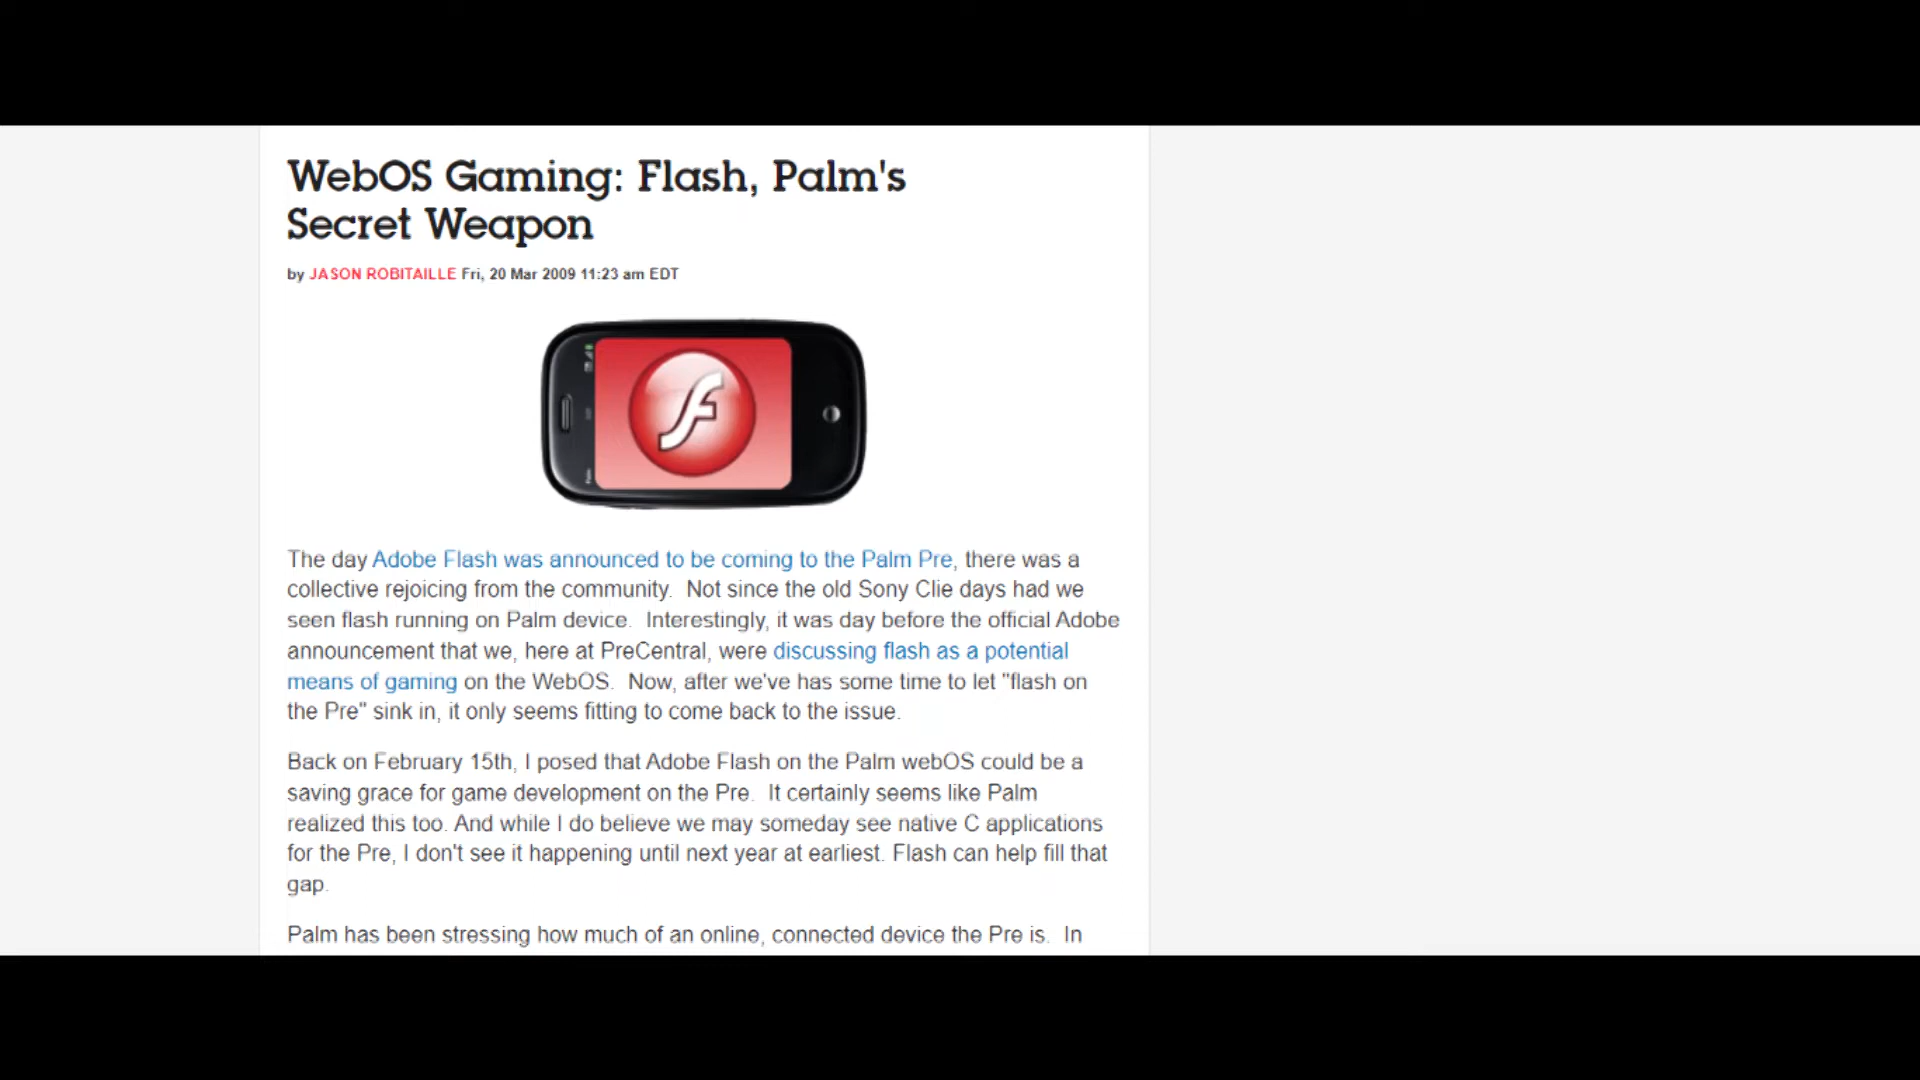 WebOS Gaming: Flash, Palm's
Secret Weapon
by JASON ROBITAILLE Fri, 20 Mar 2009 11:23 am EDT
The day Adobe Flash was announced to be coming to the Palm Pre, there was a
collective rejoicing from the community.  Not since the old Sony Clie days had we
seen flash running on Palm device.  Interestingly, it was day before the official Adobe
announcement that we, here at PreCentral, were discussing flash as a potential
means of gaming on the WebOS.  Now, after we've has some time to let "flash on
the Pre" sink in, it only seems fitting to come back to the issue.
Back on February 15th, I posed that Adobe Flash on the Palm webOS could be a
saving grace for game development on the Pre.  It certainly seems like Palm
realized this too. And while I do believe we may someday see native C applications
for the Pre, I don't see it happening until next year at earliest. Flash can help fill that
gap.
Palm has been stressing how much of an online, connected device the Pre is.  In